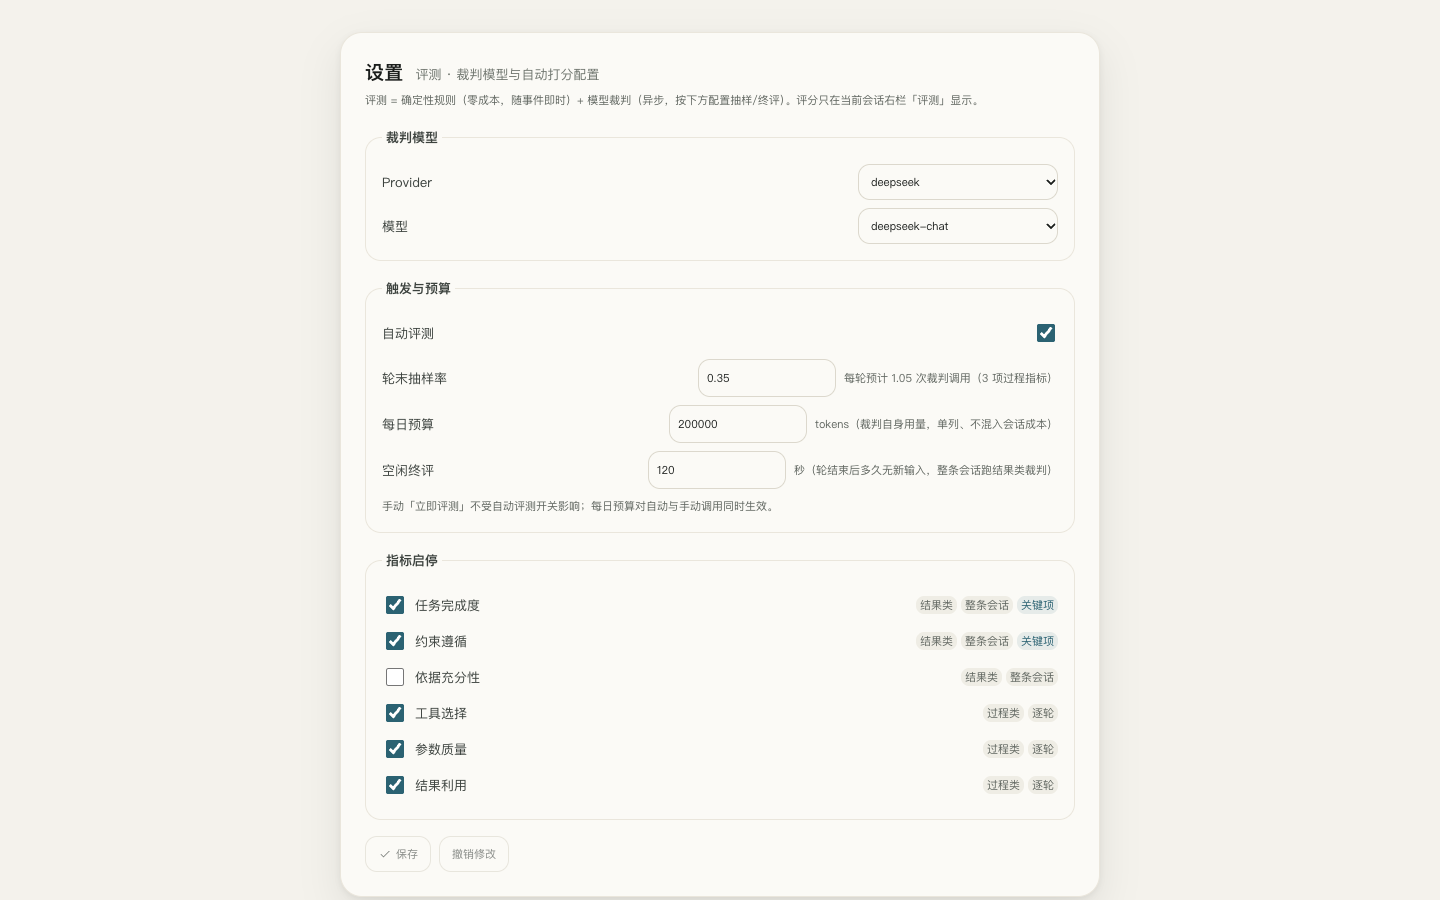 设置 评测 · 裁判模型与自动打分配置
评测 = 确定性规则（零成本，随事件即时）+ 模型裁判（异步，按下方配置抽样/终评）。评分只在当前会话右栏「评测」显示。
裁判模型
Provider deepseek
模型 deepseek-chat
触发与预算
自动评测
轮末抽样率 0.35 每轮预计 1.05 次裁判调用（3 项过程指标）
每日预算 200000 tokens（裁判自身用量，单列、不混入会话成本）
空闲终评 120 秒（轮结束后多久无新输入，整条会话跑结果类裁判）
手动「立即评测」不受自动评测开关影响；每日预算对自动与手动调用同时生效。
指标启停
任务完成度 结果类 整条会话 关键项
约束遵循 结果类 整条会话 关键项
依据充分性 结果类 整条会话
工具选择 过程类 逐轮
参数质量 过程类 逐轮
结果利用 过程类 逐轮
保存 撤销修改